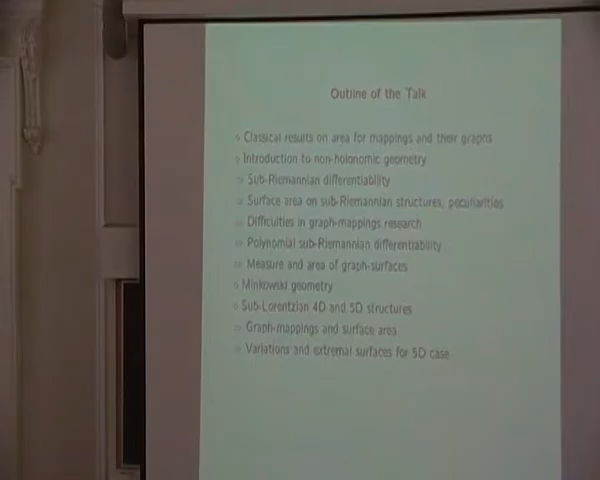 Outline of the Talk
Classical results on area for mappings and their graphs
Introduction to non-holonomic geometry
Sub-Riemannian differentiability
Surface area on sub-Riemannian structures, peculiarities
Difficulties in graph-mappings research
Polynomial sub-Riemannian differentiability
Measure and area of graph-surfaces
Minkowski geometry
Sub-Lorentzian 4D and 5D structures
Graph-mappings and surface area
Variations and extremal surfaces for 5D case